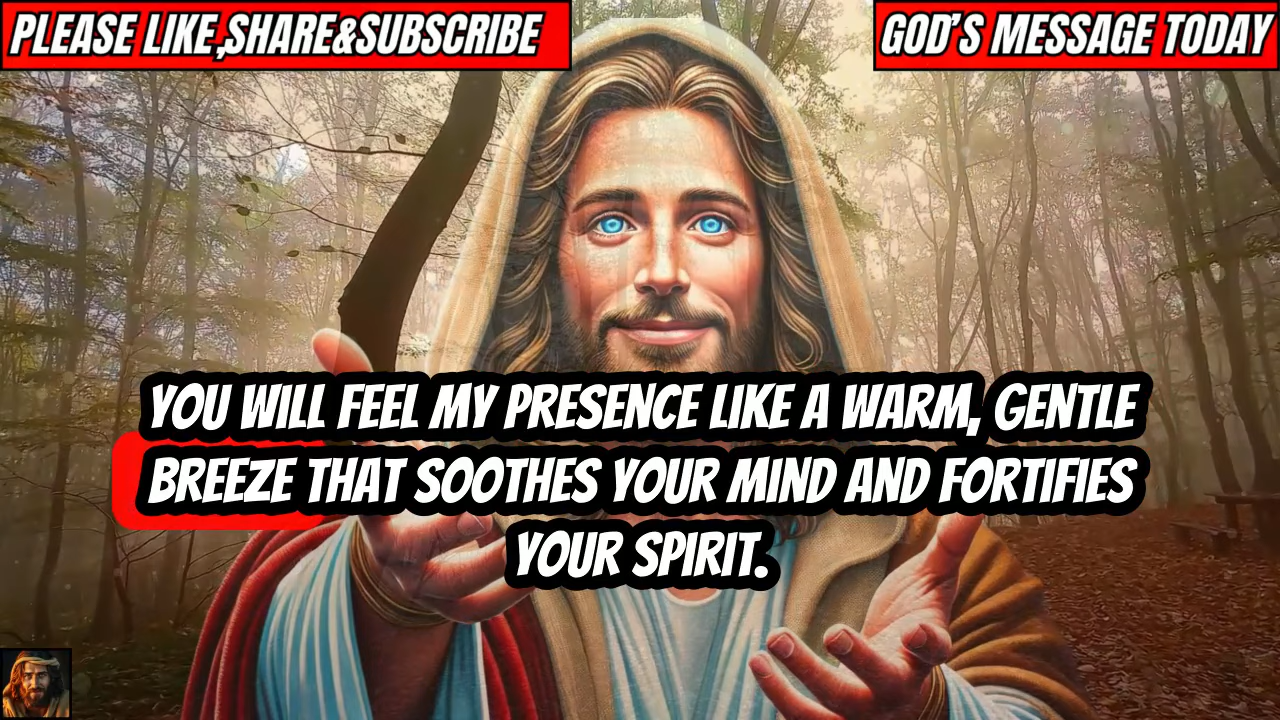 PLEASE LIKE,SHARE&SUBSCRIBE
GOD'S MESSAGE TODAY
YOU WILL FEEL MY PRESENCE LIKE A WARM, GENTLE
BREEZE THAT SOOTHES YOUR MIND AND FORTIFIES
YOUR SPIRIT.